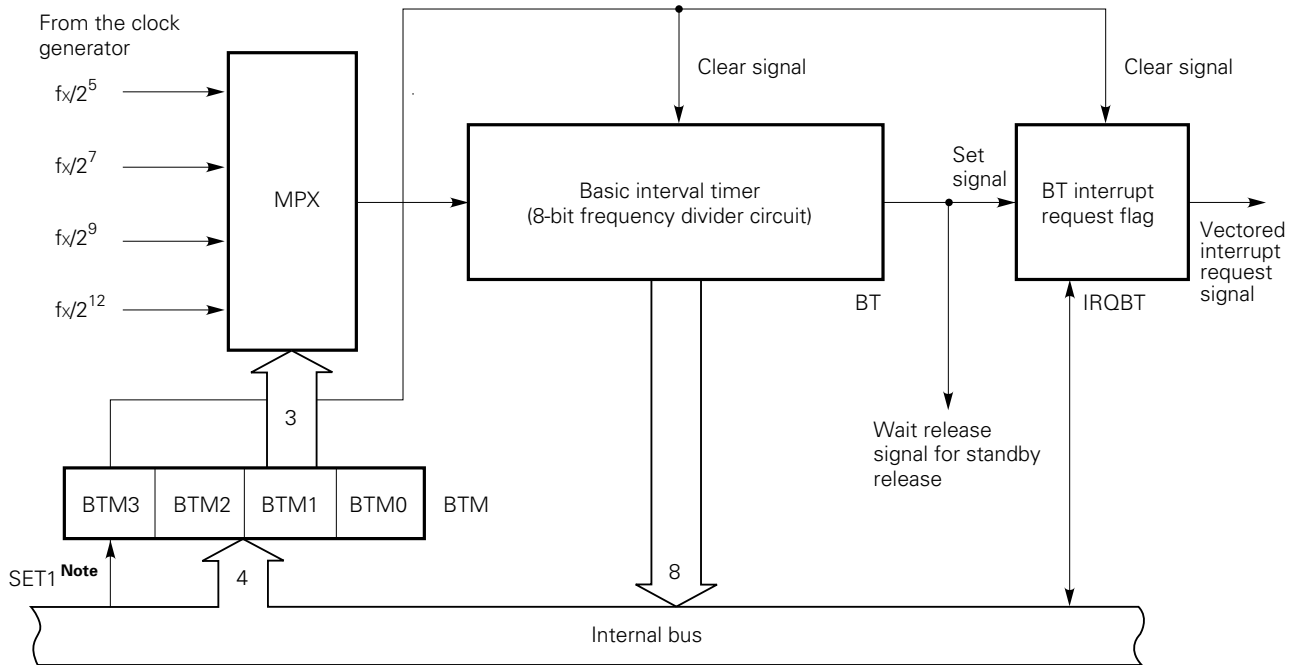 From the clock
generator
fx/2^5
fx/2^7
fx/2^9
fx/2^12
MPX
Clear signal
Clear signal
Basic interval timer
(8-bit frequency divider circuit)
BT
Set
signal
BT interrupt
request flag
IRQBT
Vectored
interrupt
request
signal
Wait release
signal for standby
release
3
BTM3 BTM2 BTM1 BTM0 BTM
SET1 Note
4
8
Internal bus